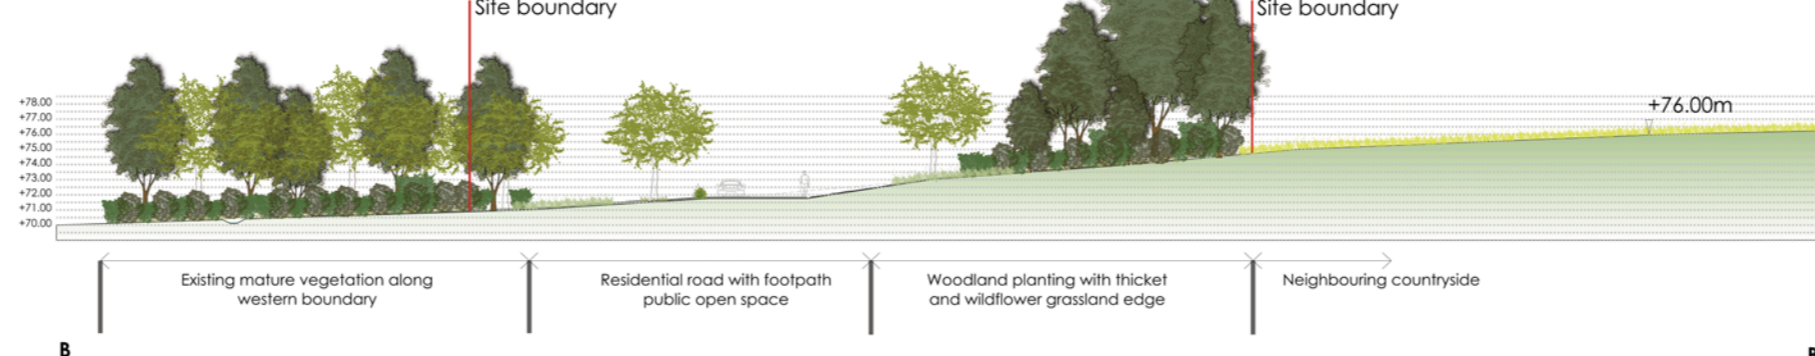 Site boundary
Site boundary
+78.00
+77.00
+76.00
+75.00
+74.00
+73.00
+72.00
+71.00
+70.00
+76.00m
Existing mature vegetation along
western boundary
Residential road with footpath
public open space
Woodland planting with thicket
and wildflower grassland edge
Neighbouring countryside
B